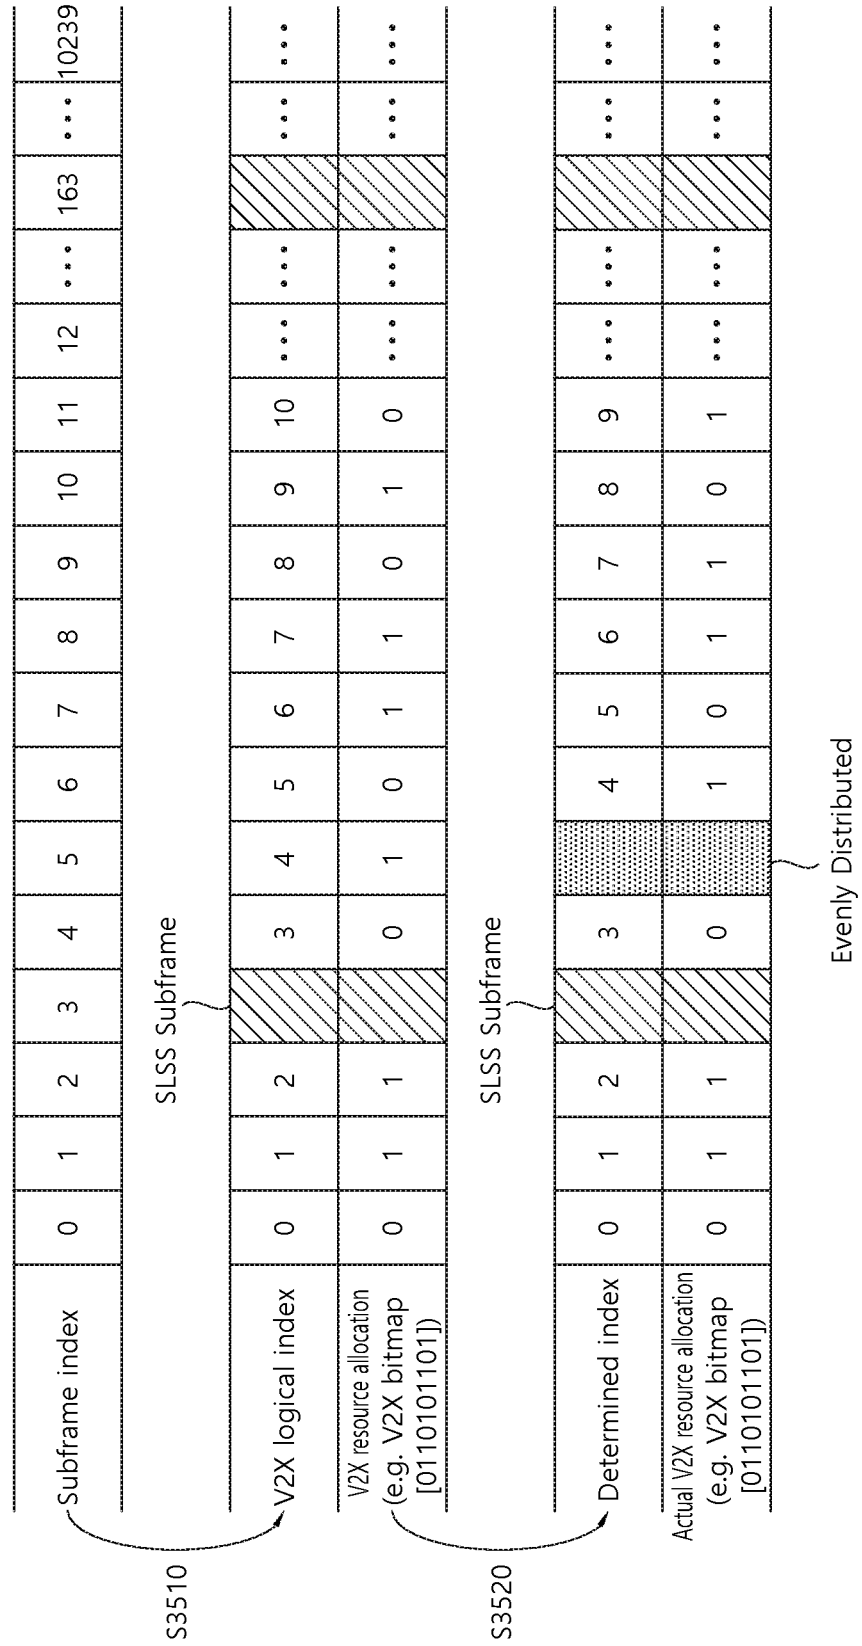 Subframe index 0 1 2 3 4 5 6 7 8 9 10 11 12 ••• 163 ••• 10239
S3510
SLSS Subframe
V2X logical index 0 1 2 3 4 5 6 7 8 9 10 ••• ••• ••• •••
V2X resource allocation
(e.g. V2X bitmap
[0110101101])
0 1 1 0 1 0 1 1 0 1 0 ••• ••• ••• •••
S3520
SLSS Subframe
Determined index 0 1 2 3 4 5 6 7 8 9 ••• ••• ••• •••
Actual V2X resource allocation
(e.g. V2X bitmap
[0110101101])
0 1 1 0 1 0 1 1 0 1 ••• ••• ••• •••
Evenly Distributed